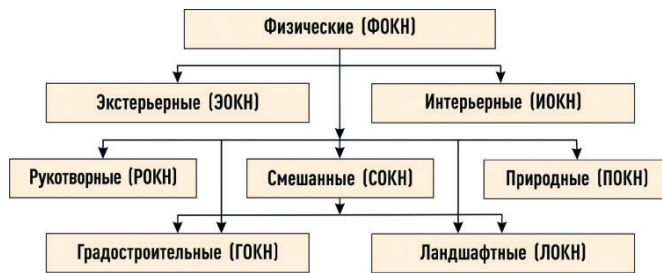 Физические (ФОКН)
Экстерьерные (ЭОКН)
Интерьерные (ИОКН)
Рукотворные (РОКН)
Смешанные (СОКН)
Природные (ПОКН)
Градостроительные (ГОКН)
Ландшафтные (ЛОКН)